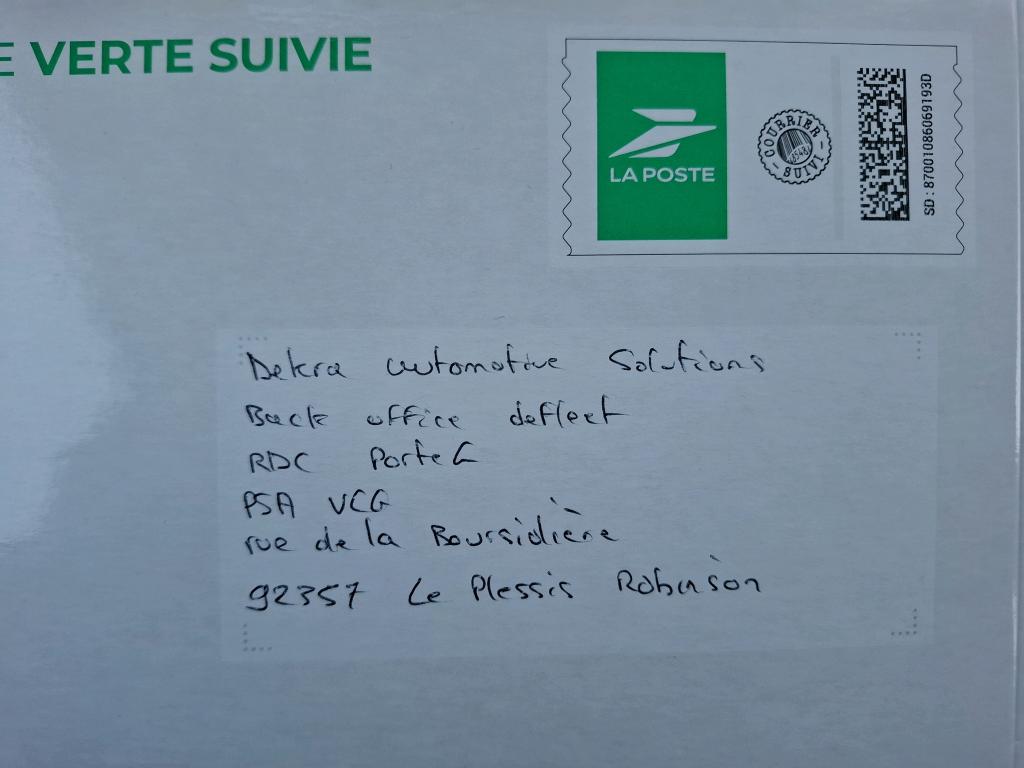 E VERTE SUIVIE
LA POSTE
COURRIER SUIVI
SD : 87001086069193D
Dekra automotive Solutions
Back office defleet
RDC Porte C
PSA VCG
rue de la Boursidière
92357 Le Plessis Robinson